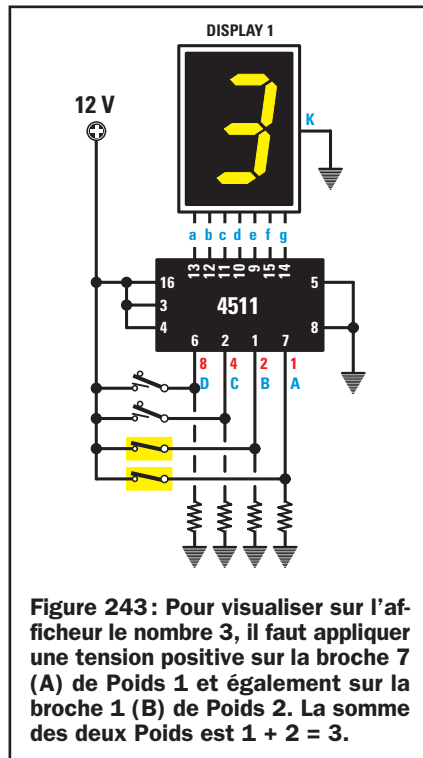 DISPLAY 1
12 V
K
a b c d e f g
13 12 11 10 9 15 14
16
3
4
4511
5
8
6 2 1 7
8 4 2 1
D C B A
Figure 243: Pour visualiser sur l'af-
ficheur le nombre 3, il faut appliquer
une tension positive sur la broche 7
(A) de Poids 1 et également sur la
broche 1 (B) de Poids 2. La somme
des deux Poids est 1 + 2 = 3.